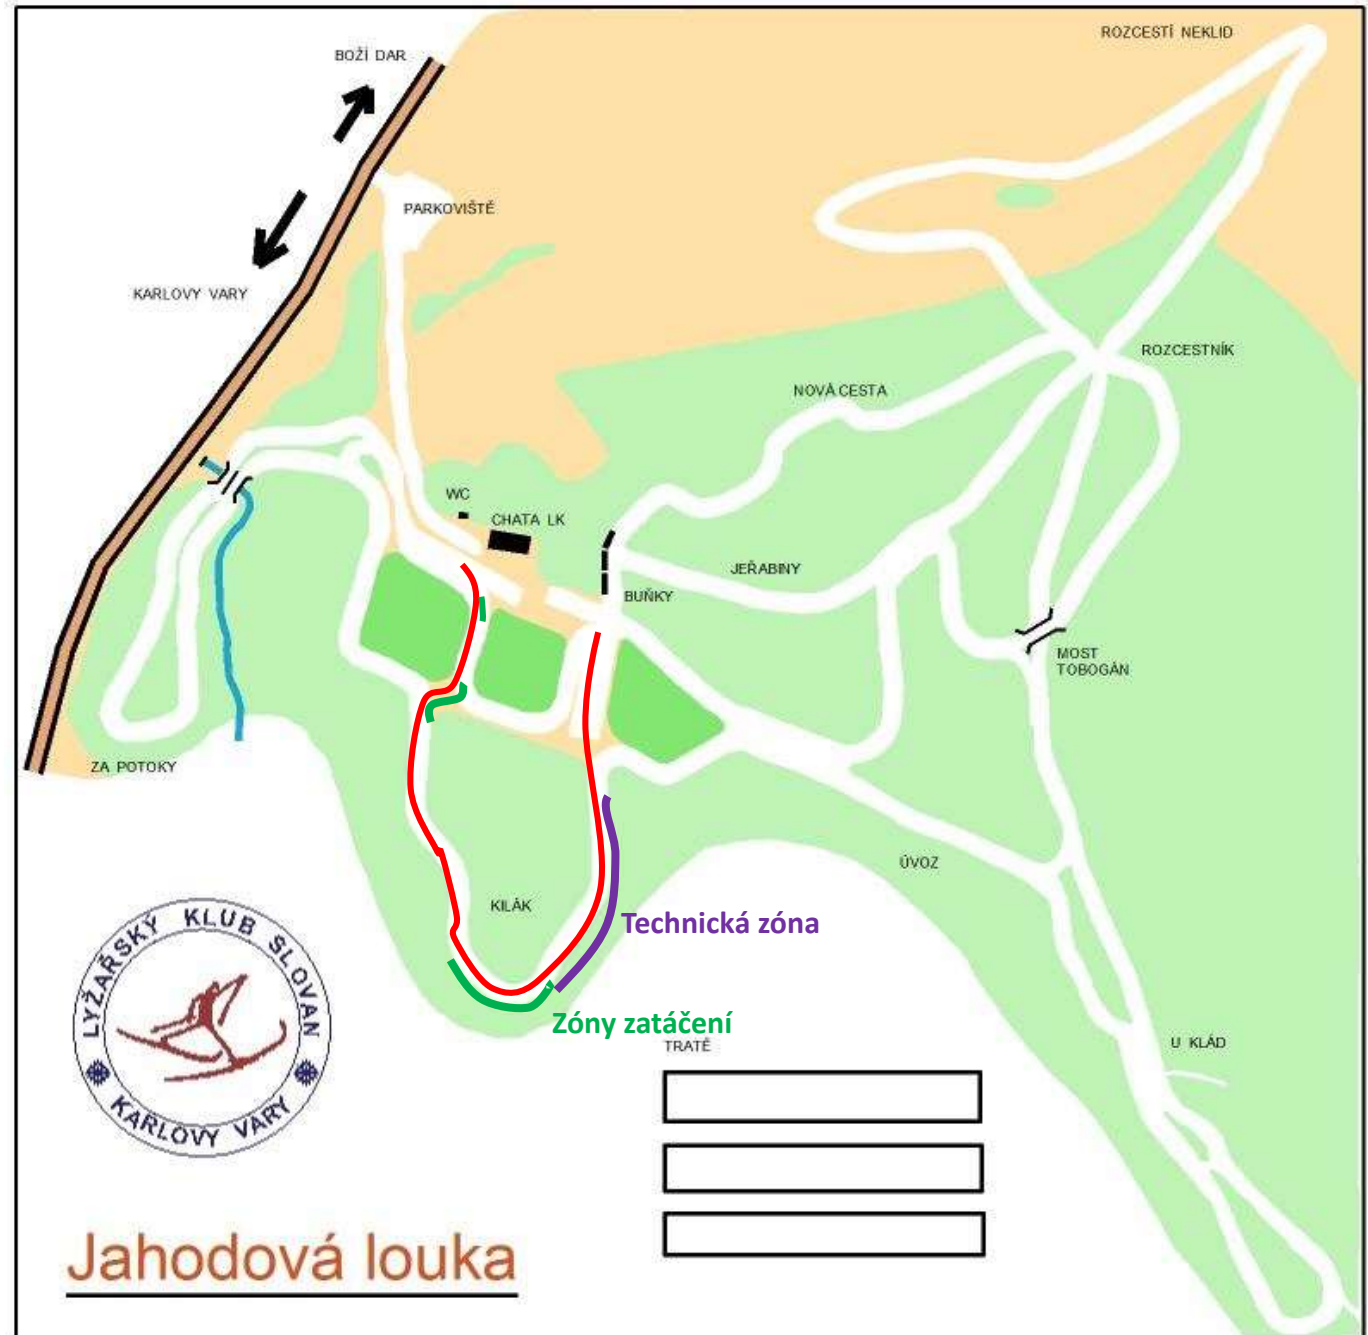 ROZCESTÍ NEKLID
BOŽÍ DAR
PARKOVIŠTĚ
KARLOVY VARY
ROZCESTNÍK
NOVÁ CESTA
WC
CHATA LK
JEŘABINY
BUŇKY
MOST
TOBOGÁN
ZA POTOKY
ÚVOZ
KILÁK
Technická zóna
LYŽAŘSKÝ KLUB SLOVAN
KARLOVY VARY
Zóny zatáčení
TRATĚ
U KLÁD
Jahodová louka